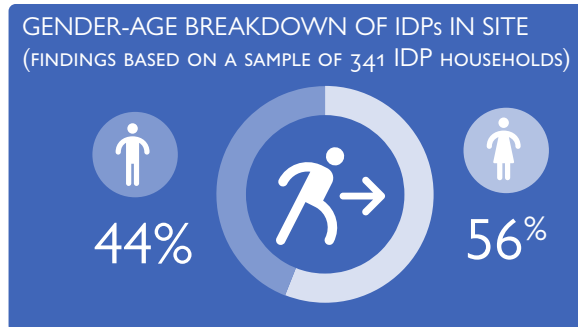 GENDER-AGE BREAKDOWN OF IDPs IN SITE
(FINDINGS BASED ON A SAMPLE OF 341 IDP HOUSEHOLDS)
44%
56%